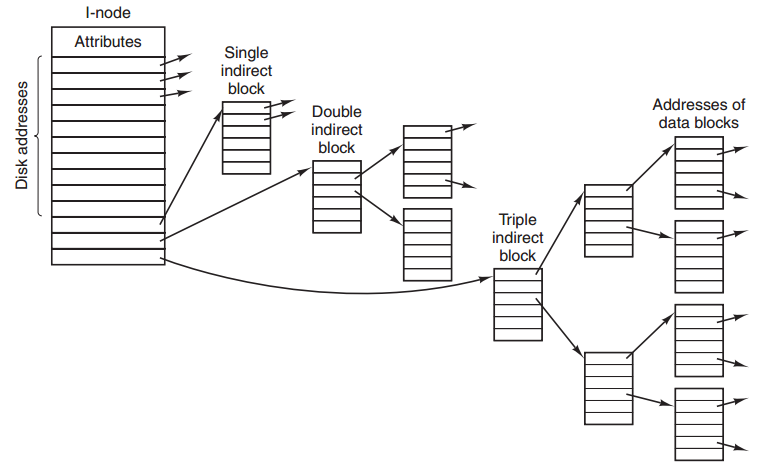 I-node
Attributes
Disk addresses
Single
indirect
block
Double
indirect
block
Triple
indirect
block
Addresses of
data blocks